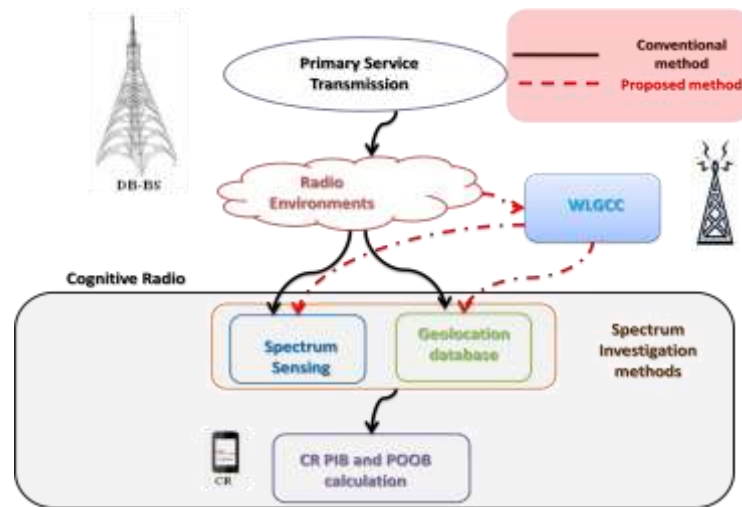 Primary Service
Transmission
Conventional
method
Proposed method
DB-BS
Radio
Environments
WLGCC
Cognitive Radio
Spectrum
Sensing
Geolocation
database
Spectrum
Investigation
methods
CR PIB and POOB
calculation
CR